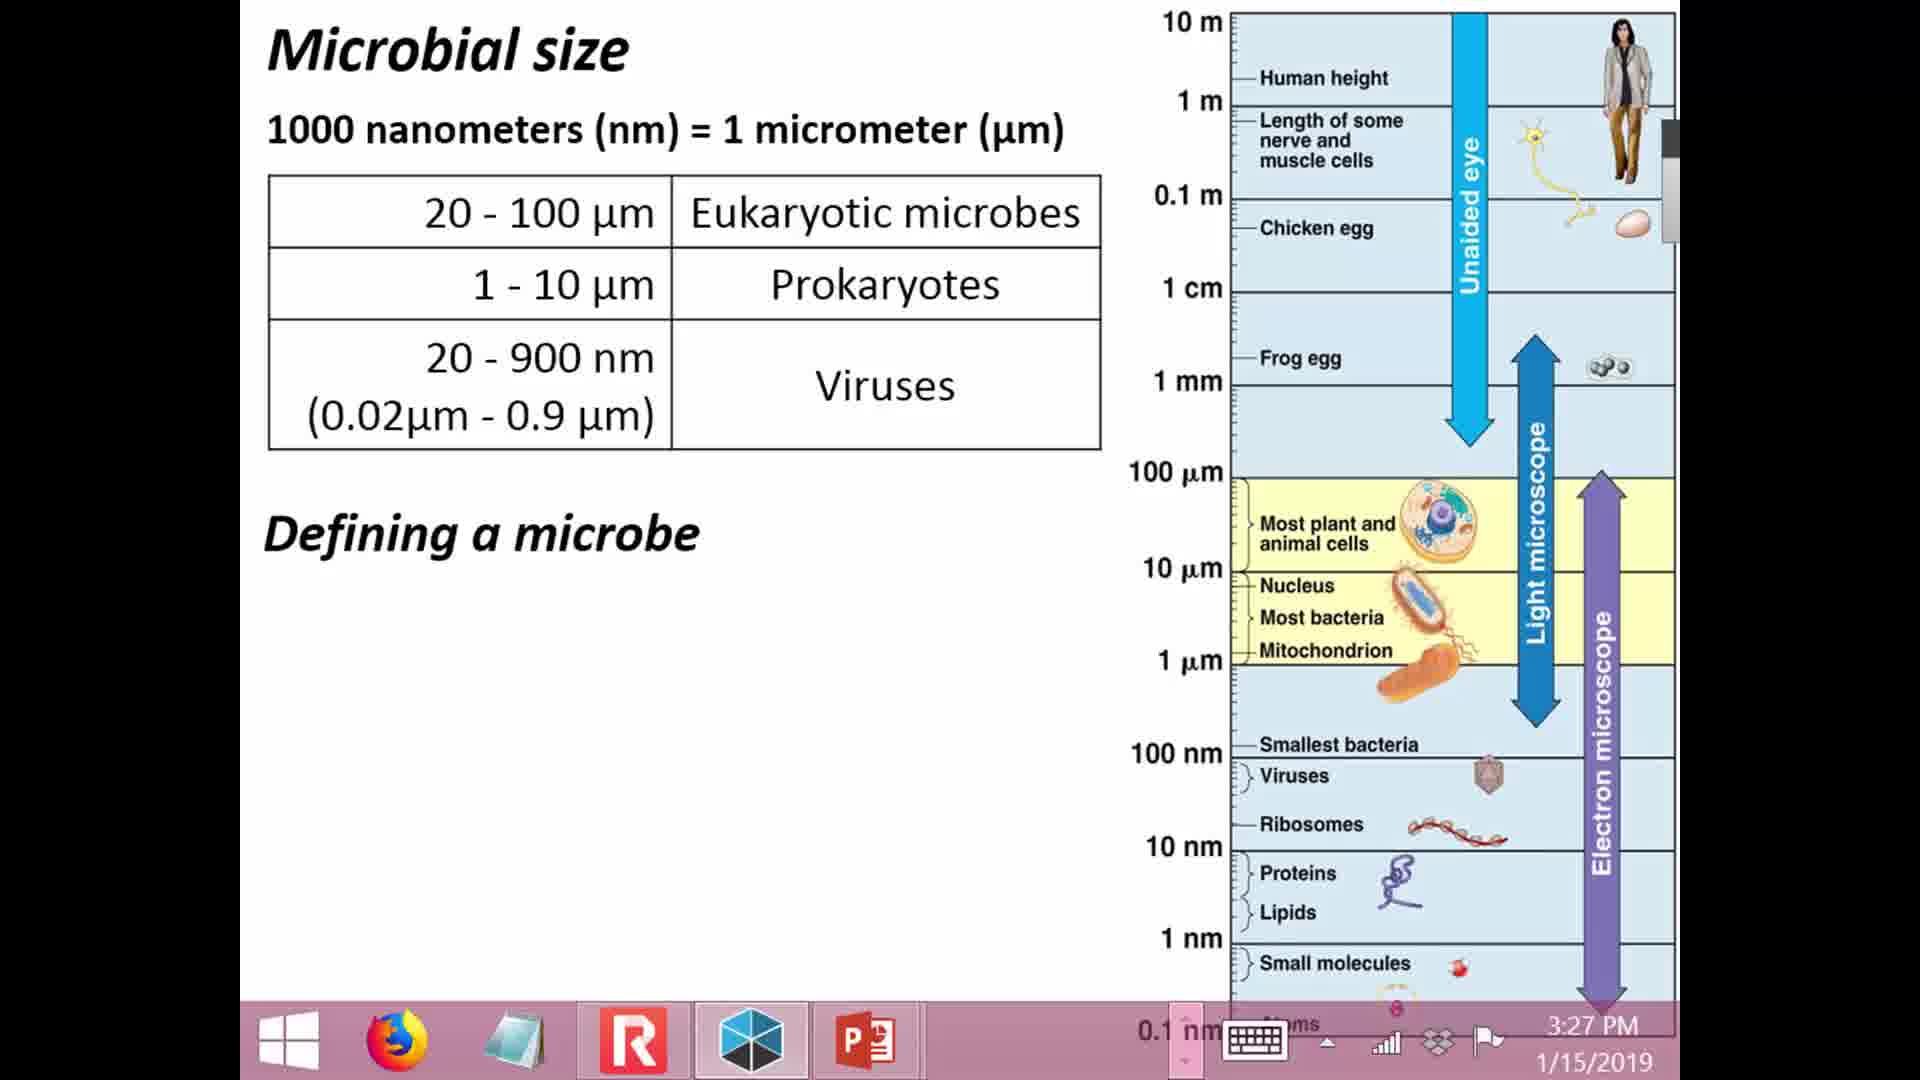 Microbial size
1000 nanometers (nm) = 1 micrometer (µm)
20 - 100 µm Eukaryotic microbes
1 - 10 µm Prokaryotes
20 - 900 nm
(0.02µm - 0.9 µm)
Viruses
Defining a microbe
10 m
Human height
1 m
Length of some
nerve and
muscle cells
0.1 m
Chicken egg
1 cm
Frog egg
1 mm
100 µm
Most plant and
animal cells
10 µm
Nucleus
Most bacteria
Mitochondrion
1 µm
Smallest bacteria
100 nm
Viruses
Ribosomes
10 nm
Proteins
Lipids
1 nm
Small molecules
0.1 nm
Unaided eye
Light microscope
Electron microscope
R
P
3:27 PM
1/15/2019